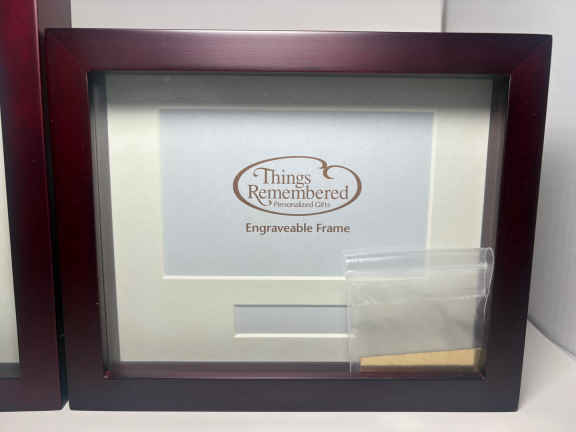 Things
Remembered
Personalized Gifts
Engraveable Frame